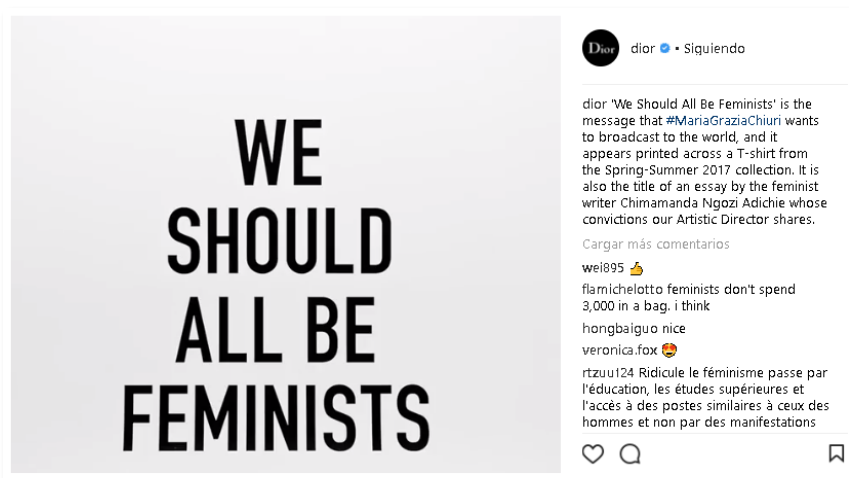 WE
SHOULD
ALL BE
FEMINISTS
Dior
dior • Siguiendo
dior 'We Should All Be Feminists' is the
message that #MariaGraziaChiuri wants
to broadcast to the world, and it
appears printed across a T-shirt from
the Spring-Summer 2017 collection. It is
also the title of an essay by the feminist
writer Chimamanda Ngozi Adichie whose
convictions our Artistic Director shares.
Cargar más comentarios
wei895 👍
flamichelotto feminists don't spend
3,000 in a bag. i think
hongbaiguo nice
veronica.fox 😍
rtzuu124 Ridicule le féminisme passe par
l'éducation, les études supérieures et
l'accès à des postes similaires à ceux des
hommes et non par des manifestations